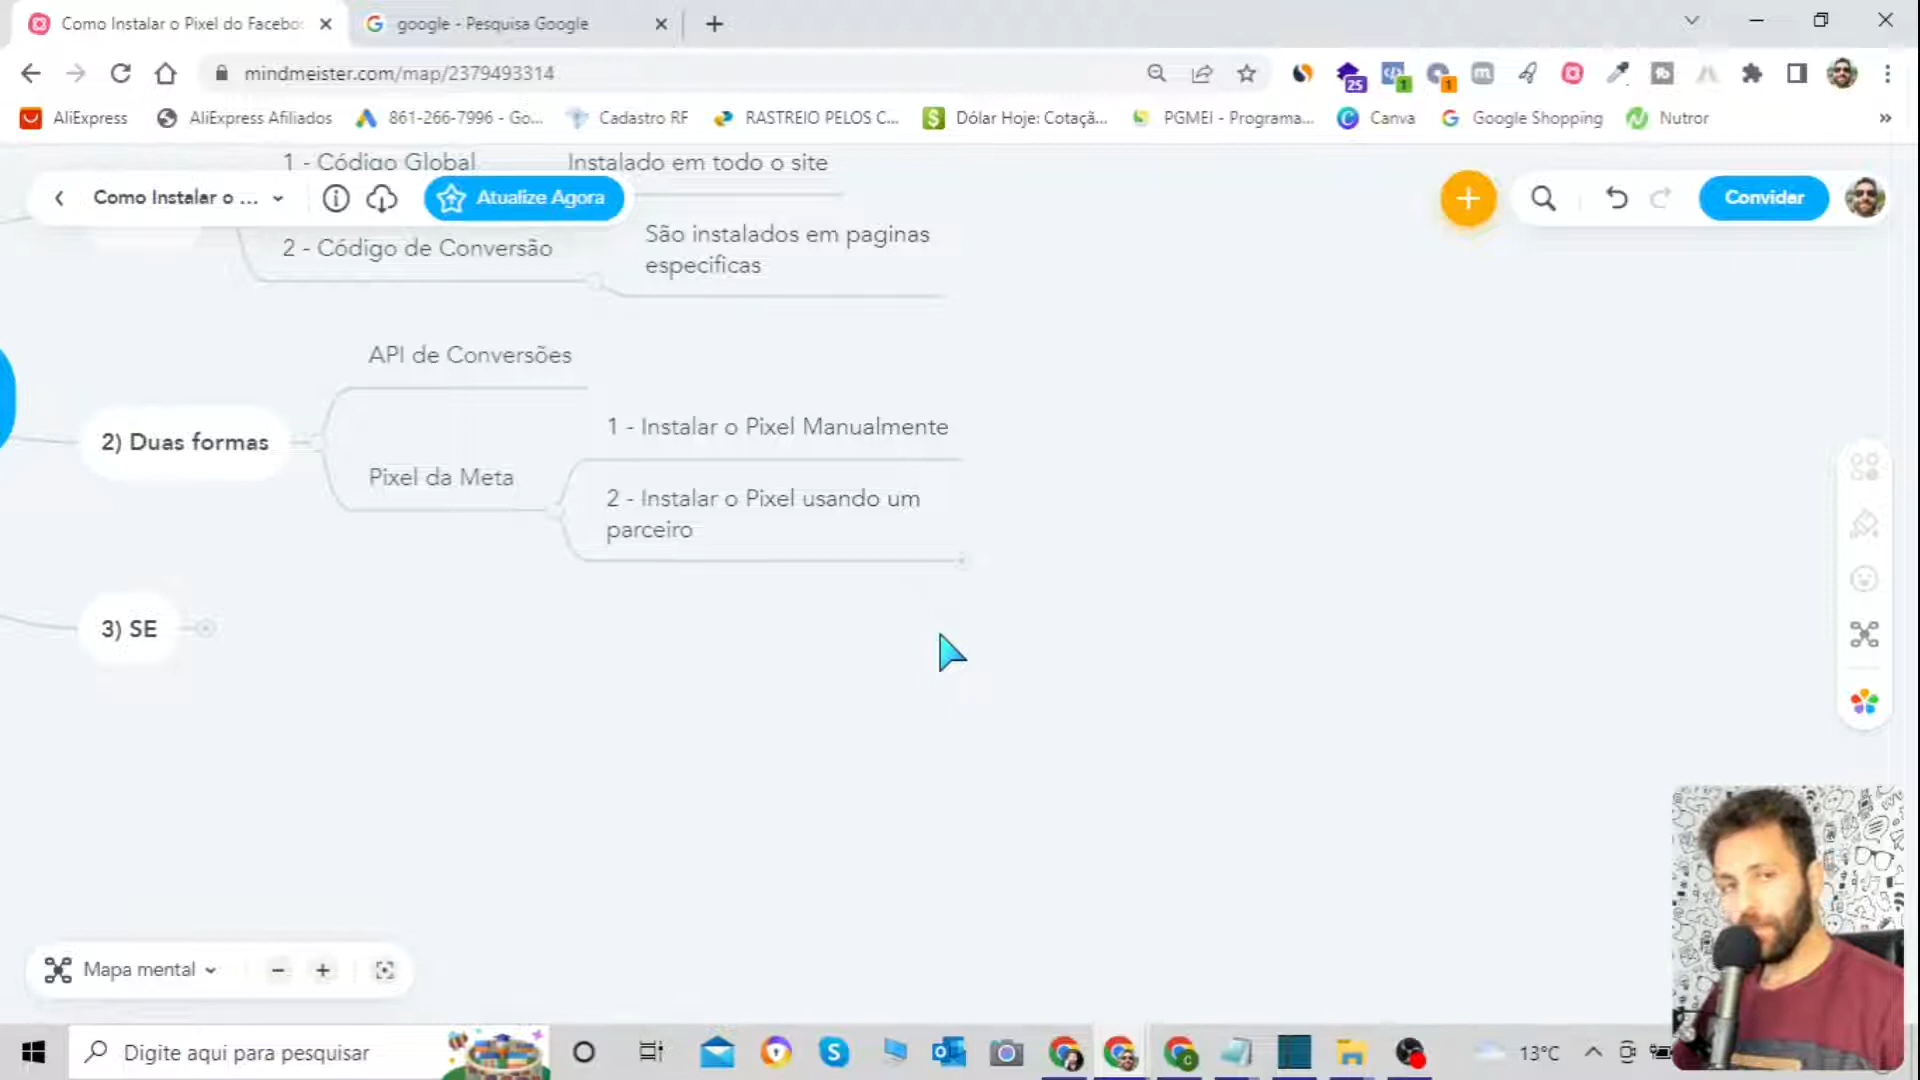 Como Instalar o Pixel do Facebo
google - Pesquisa Google
mindmeister.com/map/2379493314
25
1
1
AliExpress
AliExpress Afiliados
861-266-7996 - Go...
Cadastro RF
RASTREIO PELOS C...
Dólar Hoje: Cotaçã...
PGMEI - Programa...
Canva
Google Shopping
Nutror
1 - Código Global
Instalado em todo o site
Como Instalar o ...
Atualize Agora
Convidar
2 - Código de Conversão
São instalados em paginas
especificas
API de Conversões
2) Duas formas
1 - Instalar o Pixel Manualmente
Pixel da Meta
2 - Instalar o Pixel usando um
parceiro
3) SE
Mapa mental
Digite aqui para pesquisar
13°C